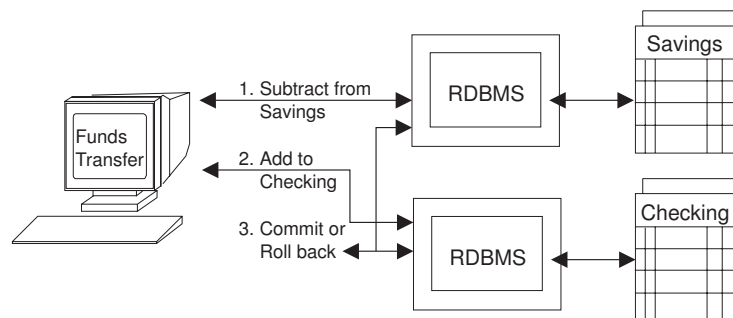 Savings
1. Subtract from
Savings
RDBMS
Funds
Transfer
2. Add to
Checking
3. Commit or
Roll back
RDBMS
Checking